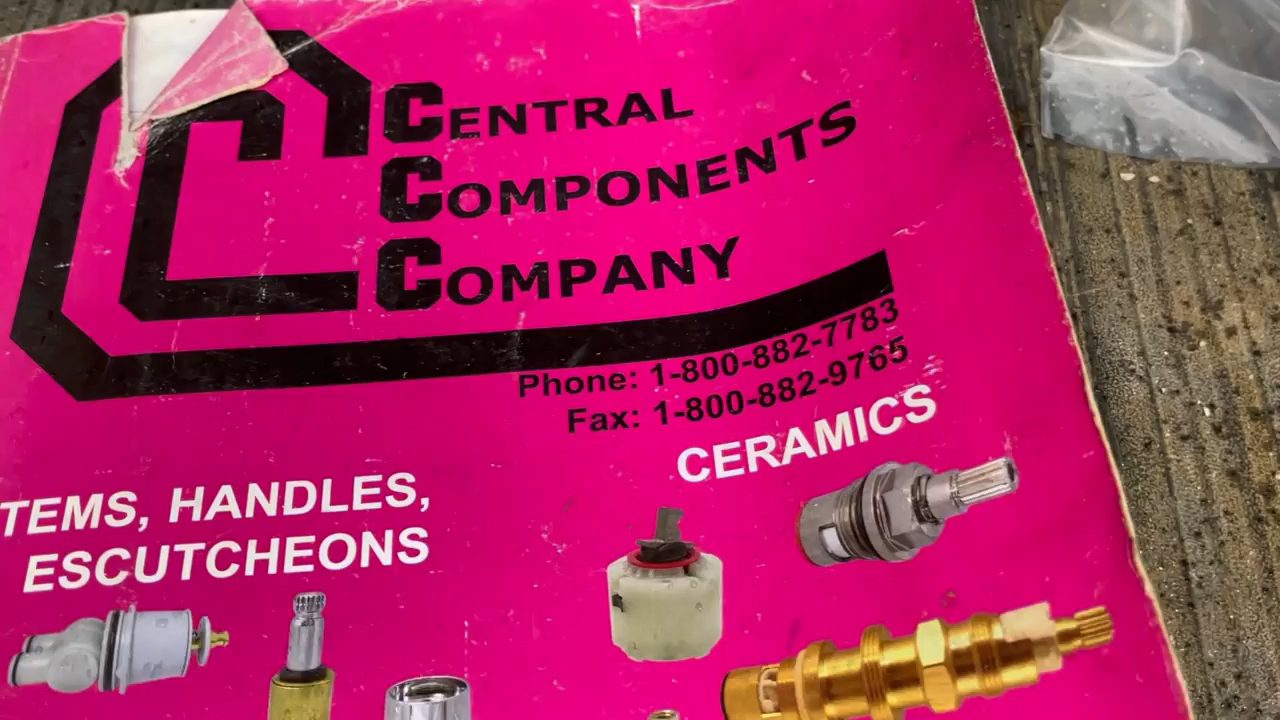 CENTRAL
COMPONENTS
COMPANY
Phone: 1-800-882-7783
Fax: 1-800-882-9765
CERAMICS
TEMS, HANDLES,
ESCUTCHEONS